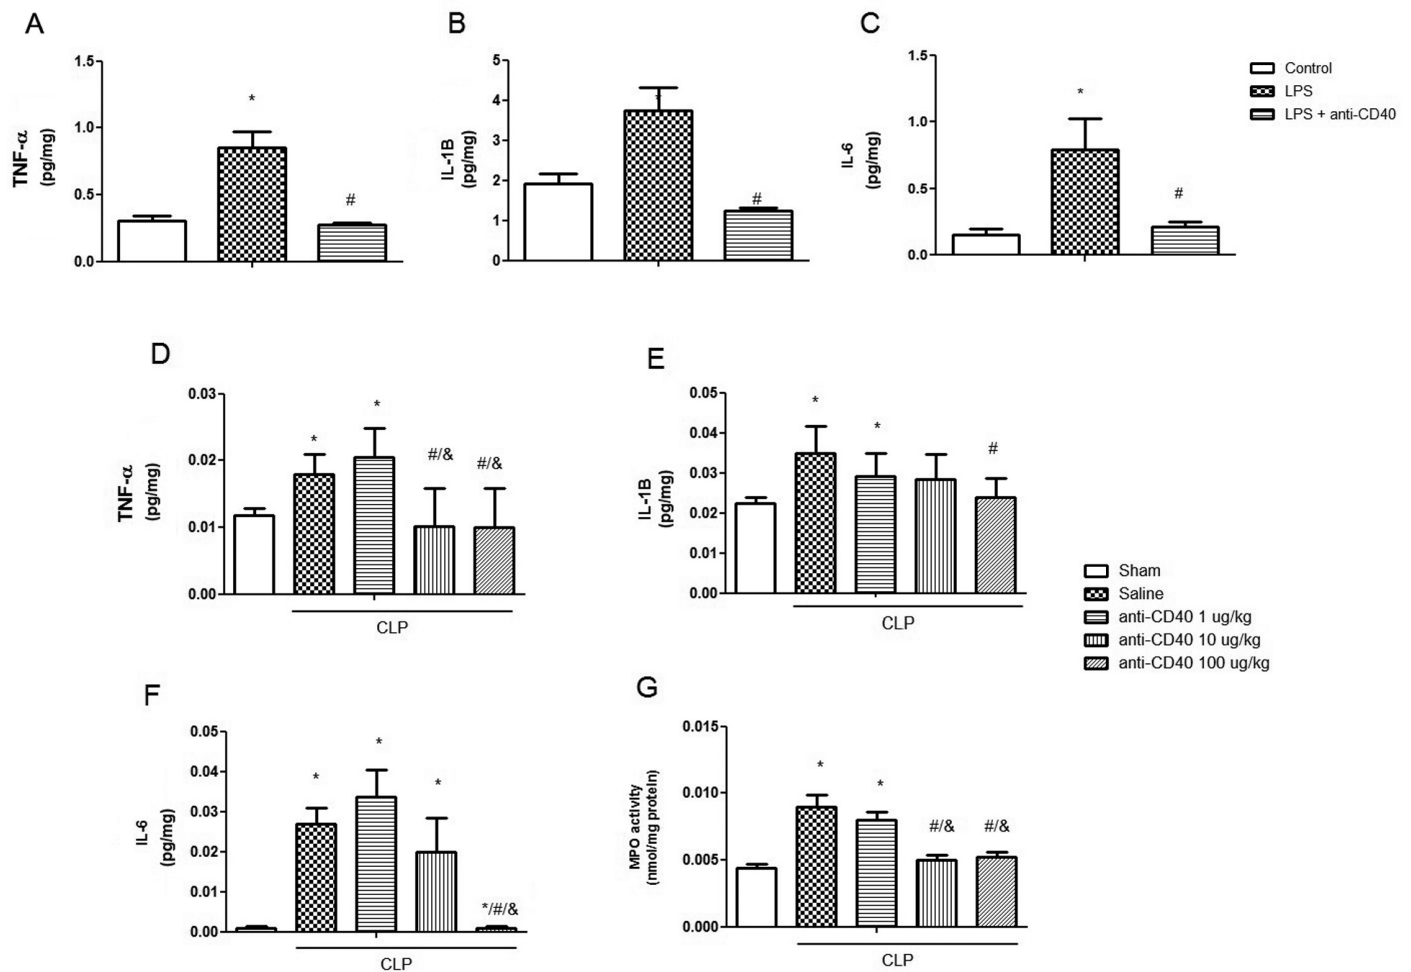 A
TNF-α
(pg/mg)
1.5
1.0
0.5
0.0
*
#
B
IL-1B
(pg/mg)
5
4
3
2
1
0
*
#
C
IL-6
(pg/mg)
1.5
1.0
0.5
0.0
*
#
Control
LPS
LPS + anti-CD40
D
TNF-α
(pg/mg)
0.03
0.02
0.01
0.00
*
*
#/&
#/&
CLP
E
IL-1B
(pg/mg)
0.05
0.04
0.03
0.02
0.01
0.00
*
*
#
CLP
Sham
Saline
anti-CD40 1 ug/kg
anti-CD40 10 ug/kg
anti-CD40 100 ug/kg
F
IL-6
(pg/mg)
0.05
0.04
0.03
0.02
0.01
0.00
*
*
*
*/#/&
CLP
G
MPO activity
(nmol/mg protein)
0.015
0.010
0.005
0.000
*
*
#/&
#/&
CLP